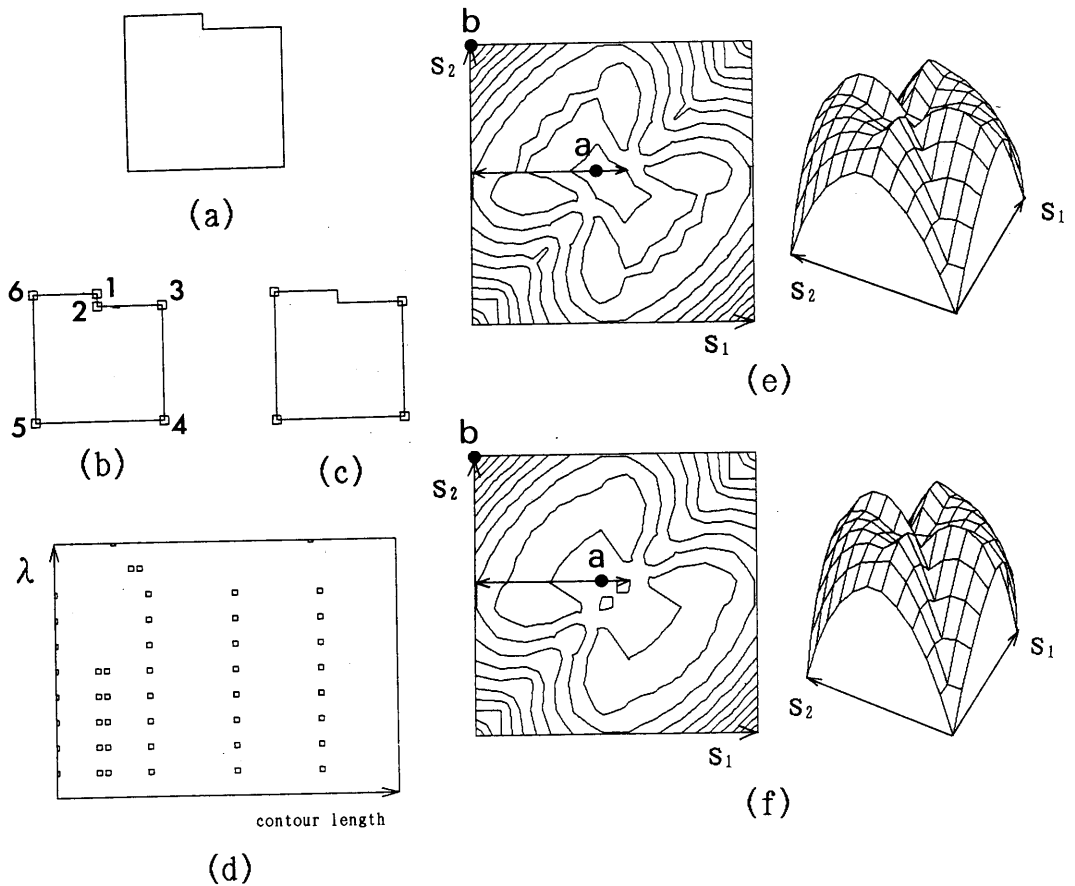 (a)
6
1
2
3
5
4
(b)
(c)
λ
contour length
(d)
b
S2
a
S1
S2
S1
(e)
b
S2
a
S1
S2
S1
(f)